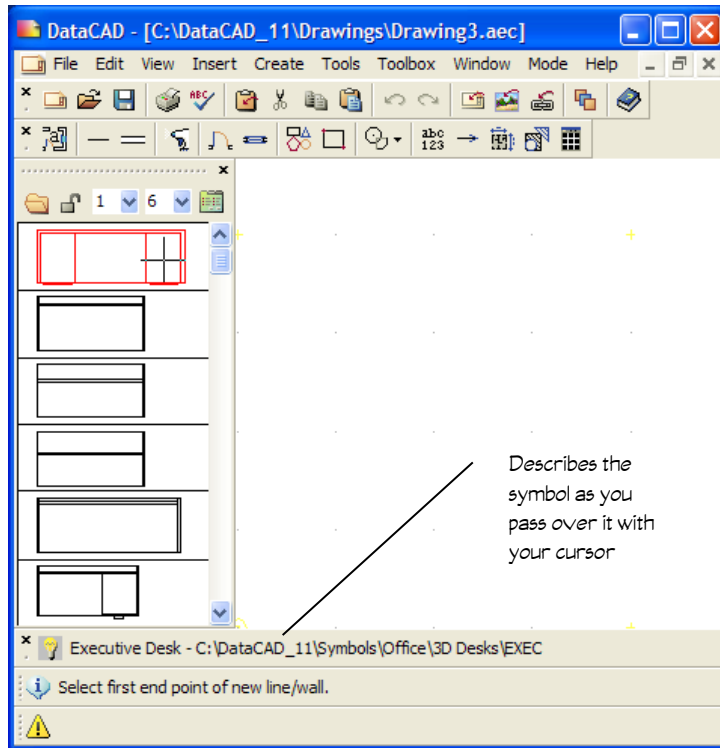 DataCAD - [C:\DataCAD_11\Drawings\Drawing3.aec]
File Edit View Insert Create Tools Toolbox Window Mode Help
ABC
abc
123
1 6
Describes the
symbol as you
pass over it with
your cursor
Executive Desk - C:\DataCAD_11\Symbols\Office\3D Desks\EXEC
Select first end point of new line/wall.